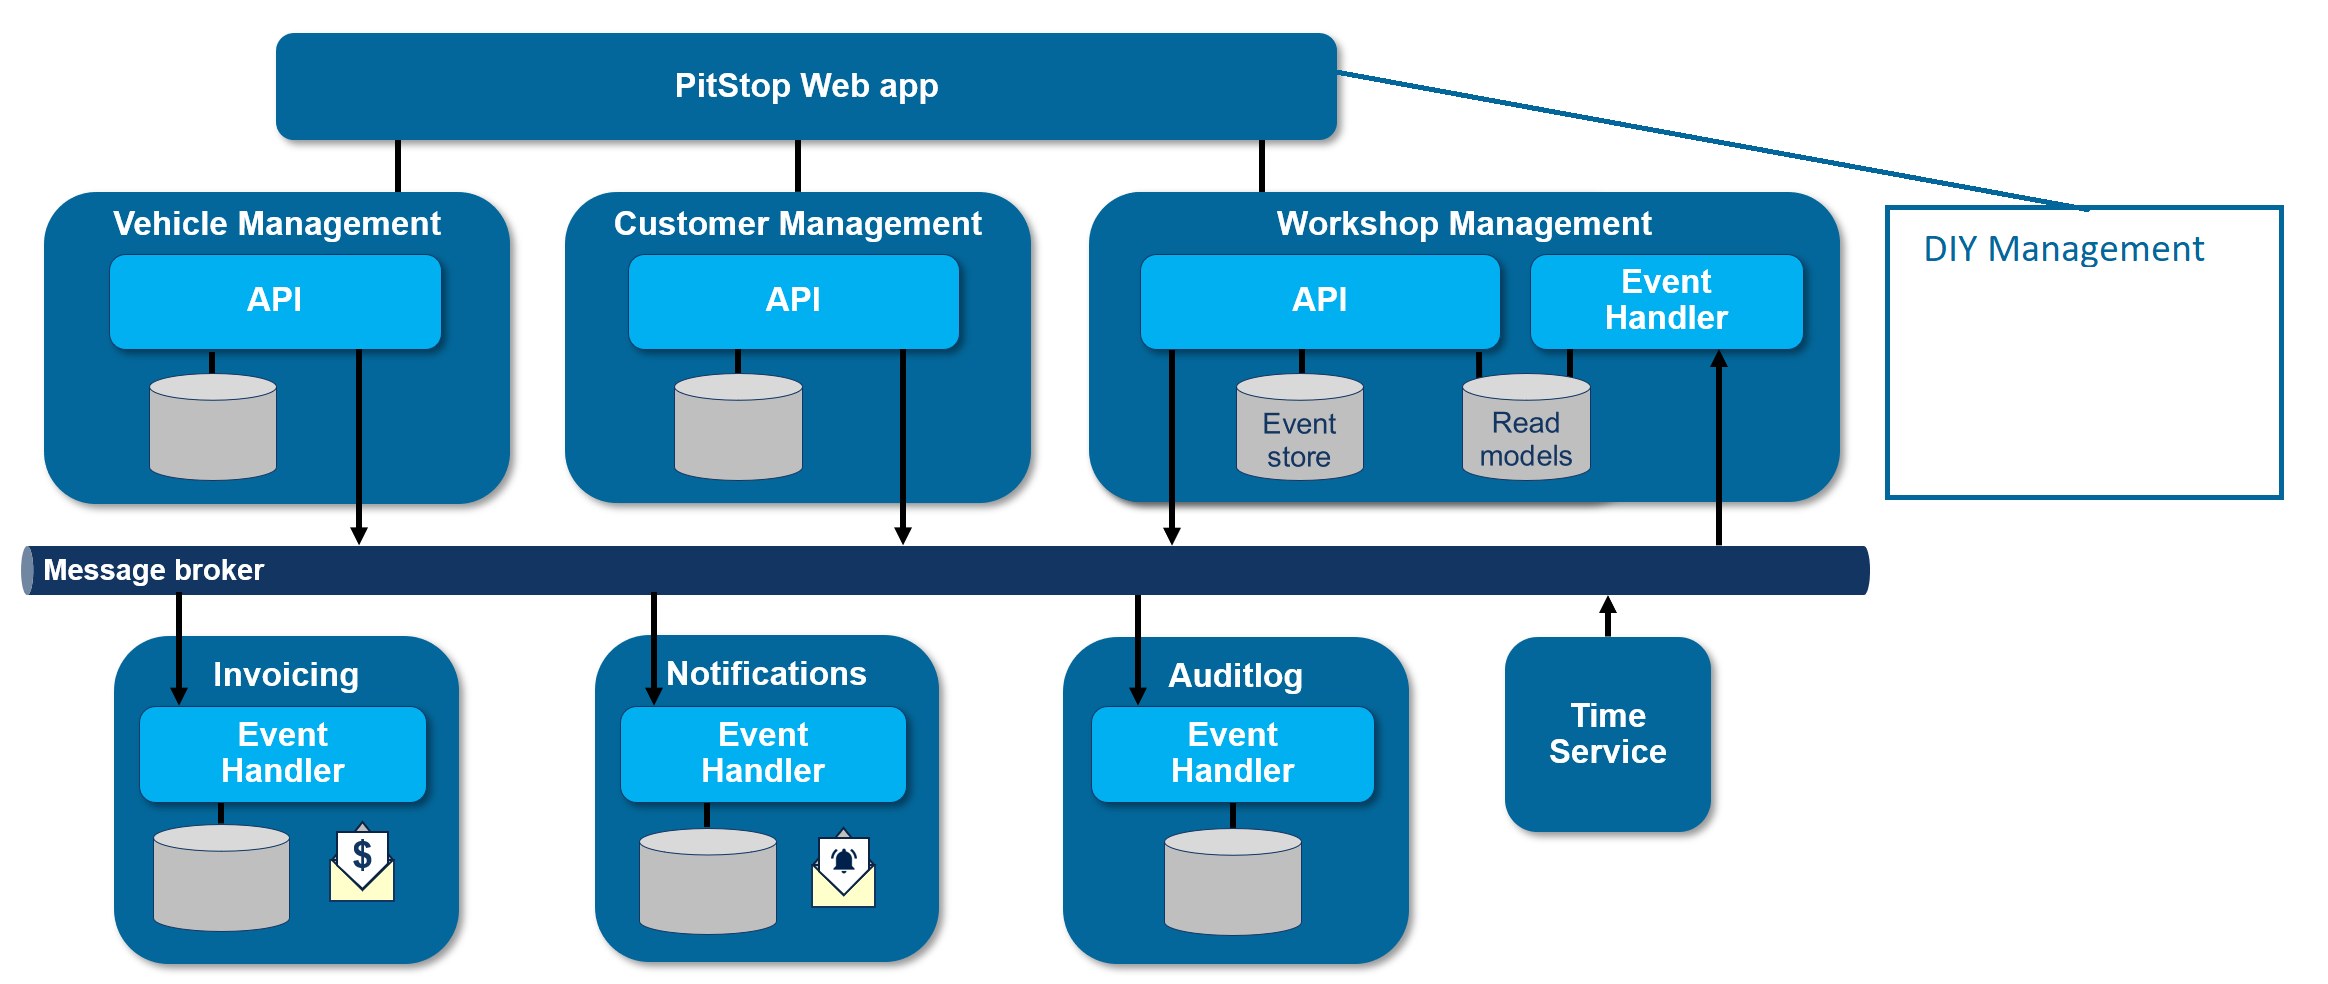 PitStop Web app
Vehicle Management
API
Customer Management
API
Workshop Management
API
Event
Handler
Event
store
Read
models
DIY Management
Message broker
Invoicing
Event
Handler
$
Notifications
Event
Handler
Auditlog
Event
Handler
Time
Service